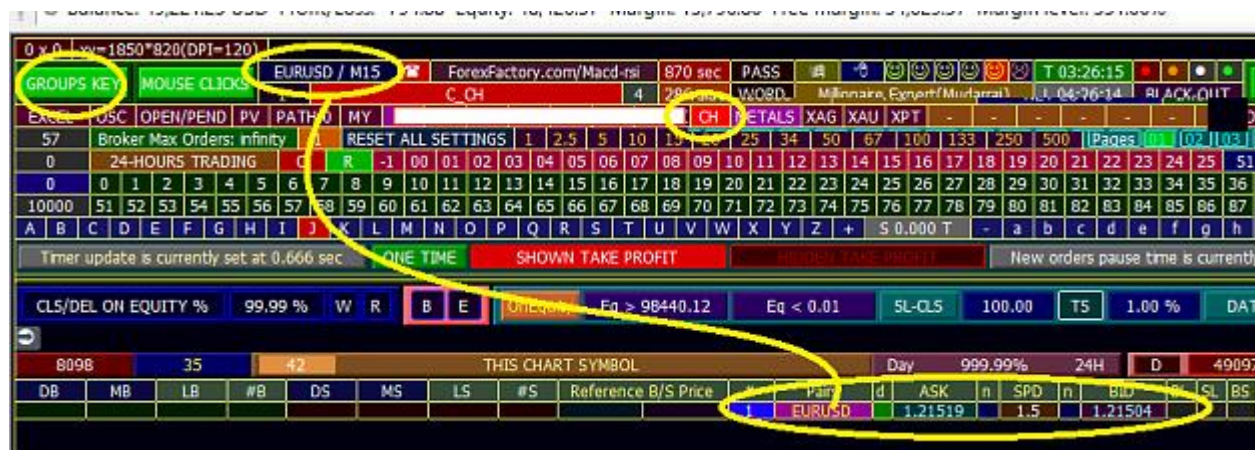 0 x 0 xy=1850*820(DPI=120)
GROUPS KEY MOUSE CLICKS EURUSD / M15 ForexFactory.com/Macd-rsi 870 sec PASS T 03:26:15
C_CH 4 WORD BLACK OUT
EXCEL OSC OPEN/PEND PV PATH MY CH METALS XAG XAU XPT - - - - - -
57 Broker Max Orders: infinity RESET ALL SETTINGS 1 2.5 5 10 15 20 25 34 50 67 100 133 250 500 Pages 01 02 03
0 24-HOURS TRADING R -1 00 01 02 03 04 05 06 07 08 09 10 11 12 13 14 15 16 17 18 19 20 21 22 23 24 25
0 0 1 2 3 4 5 6 7 8 9 10 11 12 13 14 15 16 17 18 19 20 21 22 23 24 25 26 27 28 29 30 31 32 33 34 35 36
10000 51 52 53 54 55 56 57 58 59 60 61 62 63 64 65 66 67 68 69 70 71 72 73 74 75 76 77 78 79 80 81 82 83 84 85 86 87
A B C D E F G H I J K L M N O P Q R S T U V W X Y Z + S 0.000 T - a b c d e f g h
Timer update is currently set at 0.666 sec ONE TIME SHOWN TAKE PROFIT HIDDEN TAKE PROFIT New orders pause time is currently
CLS/DEL ON EQUITY % 99.99 % W R B E OnEquity Eq > 98440.12 Eq < 0.01 SL-CLS 100.00 TS 1.00 % DAT
8098 35 42 THIS CHART SYMBOL Day 999.99% 24H D 49092
DB MB LB #B DS MS LS #S Reference B/S Price # Pairs d ASK n SPD n BID SL BS
1 EURUSD 1.21519 1.5 1.21504